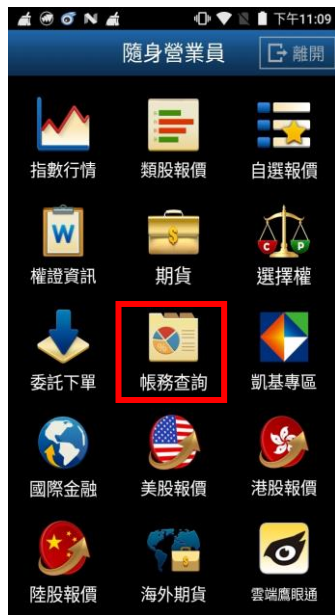 下午11:09
隨身營業員
離開
指數行情 類股報價 自選報價
W $ C P
權證資訊 期貨 選擇權
委託下單 帳務查詢 凱基專區
國際金融 美股報價 港股報價
陸股報價 海外期貨 雲端鷹眼通